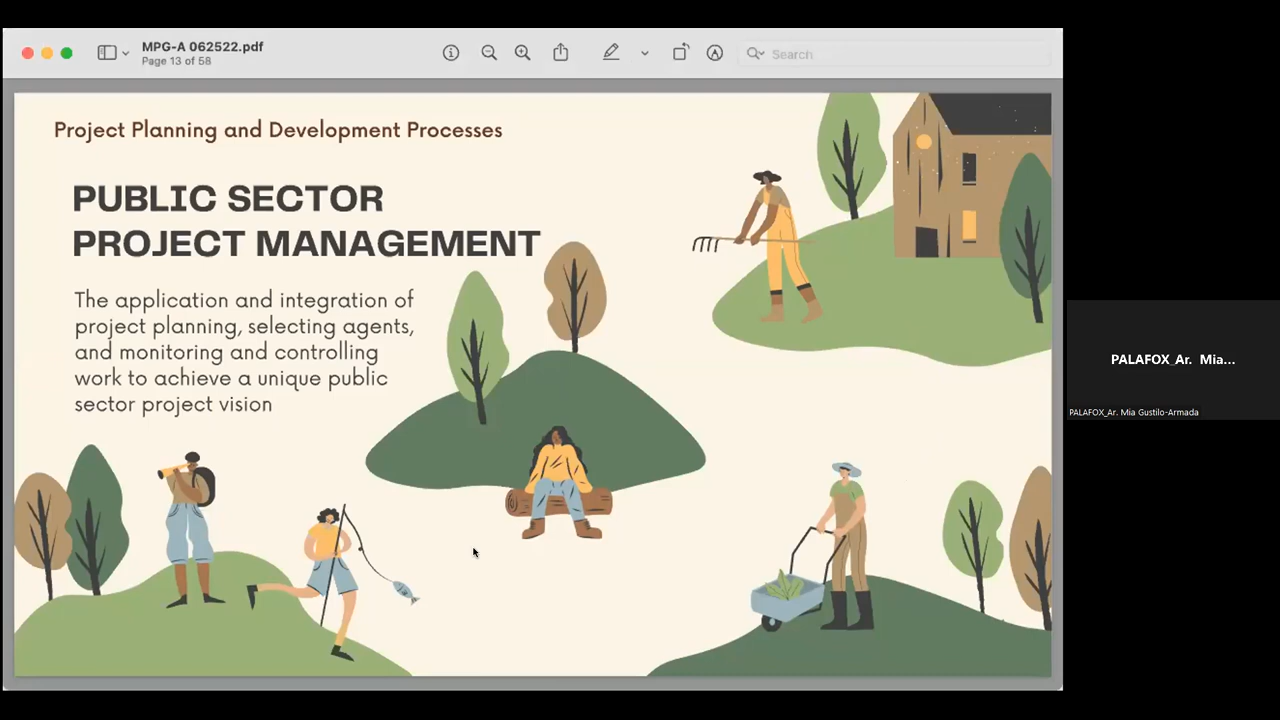 MPG-A 062522.pdf
Page 13 of 58
Search
Project Planning and Development Processes
PUBLIC SECTOR
PROJECT MANAGEMENT
The application and integration of
project planning, selecting agents,
and monitoring and controlling
work to achieve a unique public
sector project vision
PALAFOX_Ar. Mia...
PALAFOX_Ar. Mia Gustilo-Armada